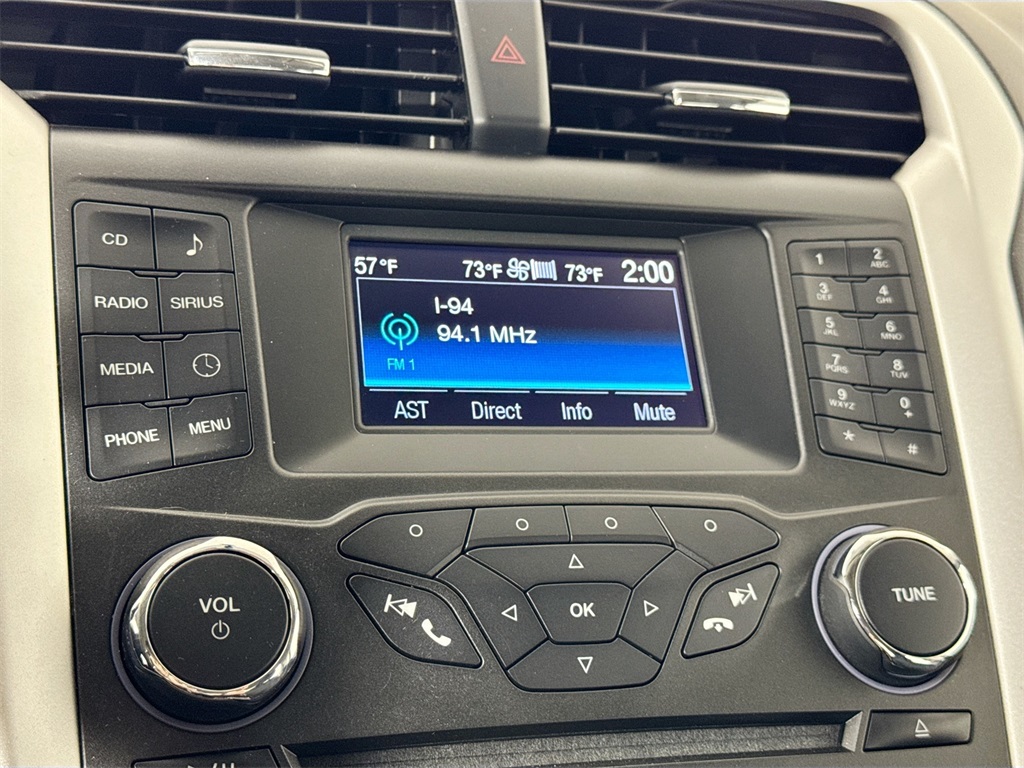 CD
RADIO SIRIUS
MEDIA
PHONE MENU
57°F 73°F 73°F 2:00
I-94
94.1 MHz
FM 1
AST Direct Info Mute
1 2 ABC
3 DEF 4 GHI
5 JKL 6 MNO
7 PQRS 8 TUV
9 WXYZ 0 +
* #
VOL
OK
TUNE